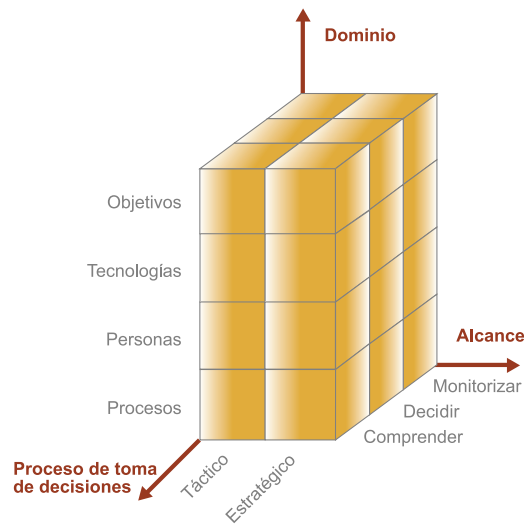 Dominio
Objetivos
Tecnologías
Personas
Procesos
Alcance
Monitorizar
Decidir
Comprender
Proceso de toma
de decisiones
Táctico
Estratégico